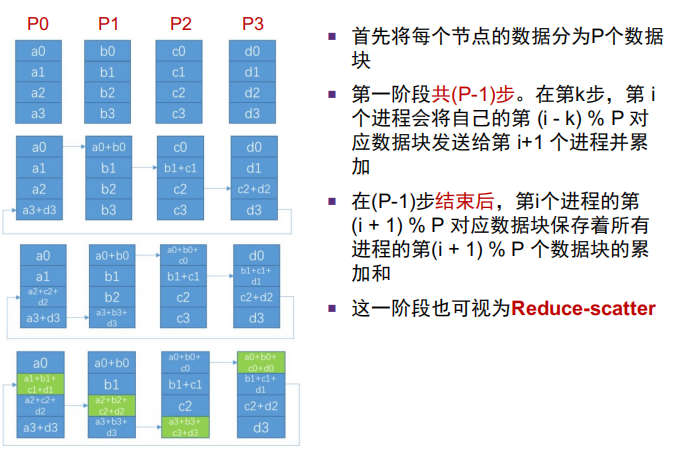 P0 P1 P2 P3
a0 b0 c0 d0
a1 b1 c1 d1
a2 b2 c2 d2
a3 b3 c3 d3
a0 a0+b0 c0 d0
a1 b1 b1+c1 d1
a2 b2 c2 c2+d2
a3+d3 b3 c3 d3
a0 a0+b0 a0+b0+
c0 d0
a1 b1 b1+c1 b1+c1+
d1
a2+c2+
d2 b2 c2 c2+d2
a3+d3 a3+b3+
d3 c3 d3
a0 a0+b0 a0+b0+
c0 a0+b0+
c0+d0
a1+b1+
c1+d1 b1 b1+c1 b1+c1+
d1
a2+c2+
d2 a2+b2+
c2+d2 c2 c2+d2
a3+d3 a3+b3+
d3 a3+b3+
c3+d3 d3
首先将每个节点的数据分为P个数据
块
第一阶段共(P-1)步。在第k步，第 i
个进程会将自己的第 (i - k) % P 对
应数据块发送给第 i+1 个进程并累
加
在(P-1)步结束后，第i个进程的第
(i + 1) % P 对应数据块保存着所有
进程的第(i + 1) % P 个数据块的累
加和
这一阶段也可视为Reduce-scatter